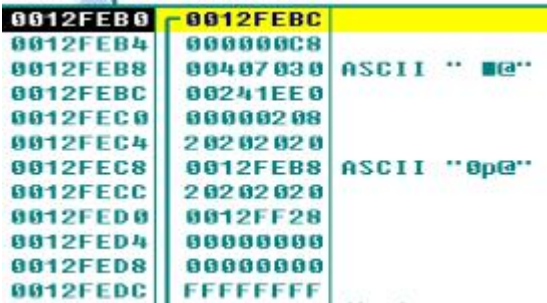 0012FEB0 0012FEBC
0012FEB4 000000C8
0012FEB8 00407030 ASCII " ■@"
0012FEBC 00241EE0
0012FEC0 00000208
0012FEC4 20202020
0012FEC8 0012FEB8 ASCII "0p@"
0012FECC 20202020
0012FED0 0012FF28
0012FED4 00000000
0012FED8 00000000
0012FEDC FFFFFFFF